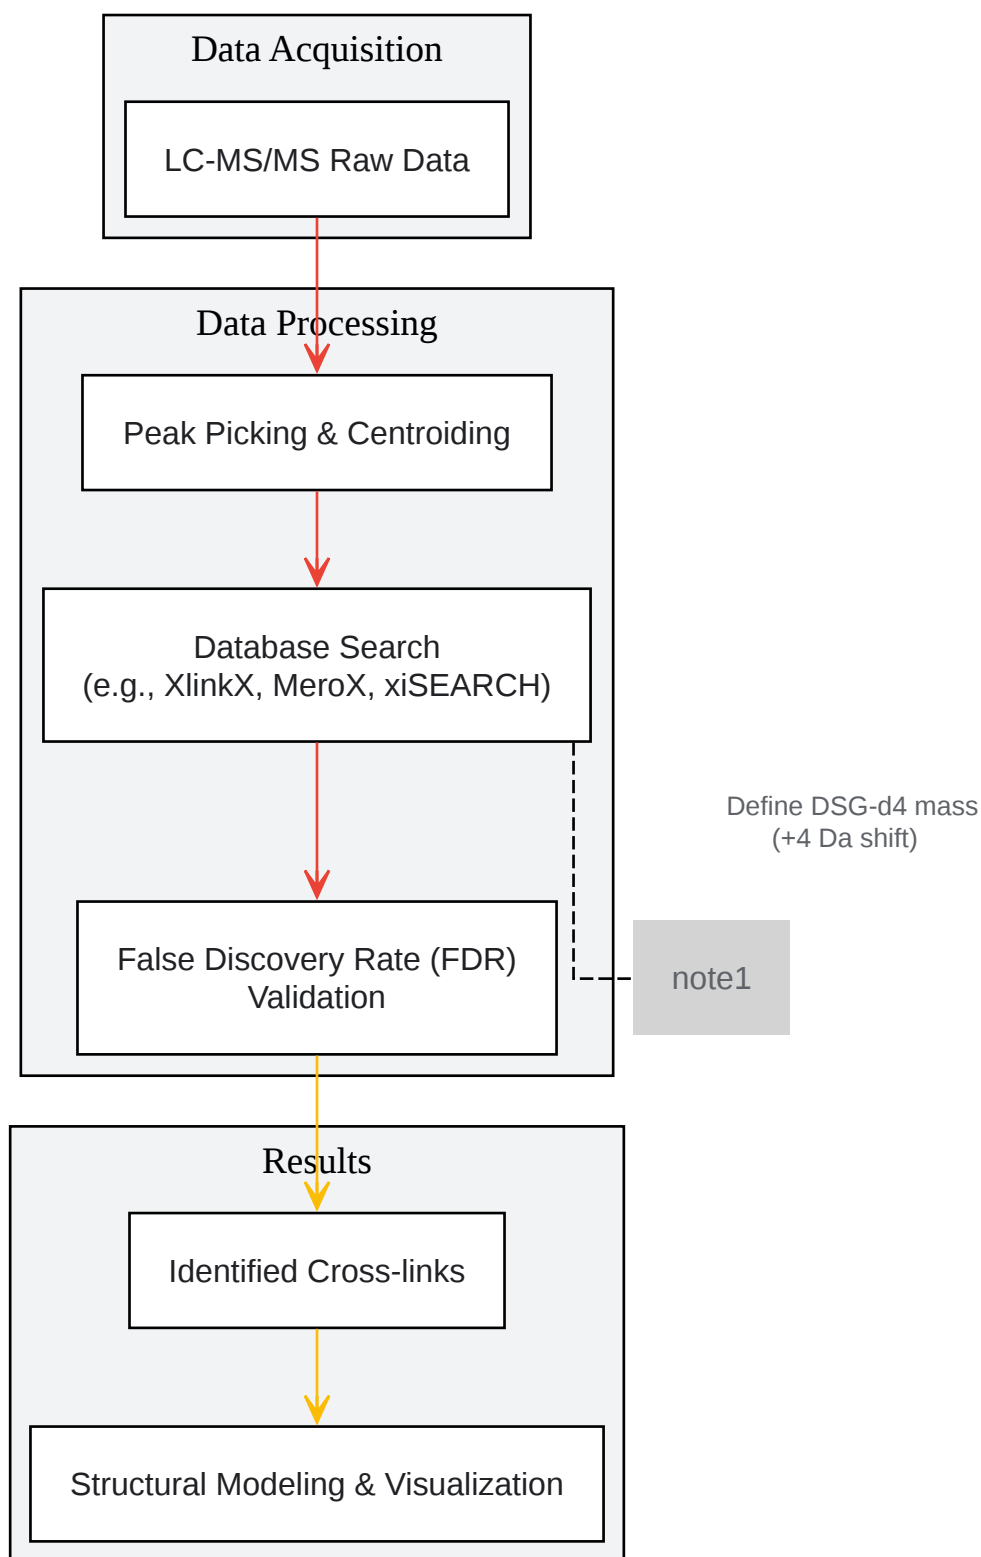 Data Acquisition
LC-MS/MS Raw Data
Data Processing
Peak Picking & Centroiding
Database Search
(e.g., XlinkX, MeroX, xiSEARCH)
Define DSG-d4 mass
(+4 Da shift)
False Discovery Rate (FDR)
Validation
note1
Results
Identified Cross-links
Structural Modeling & Visualization